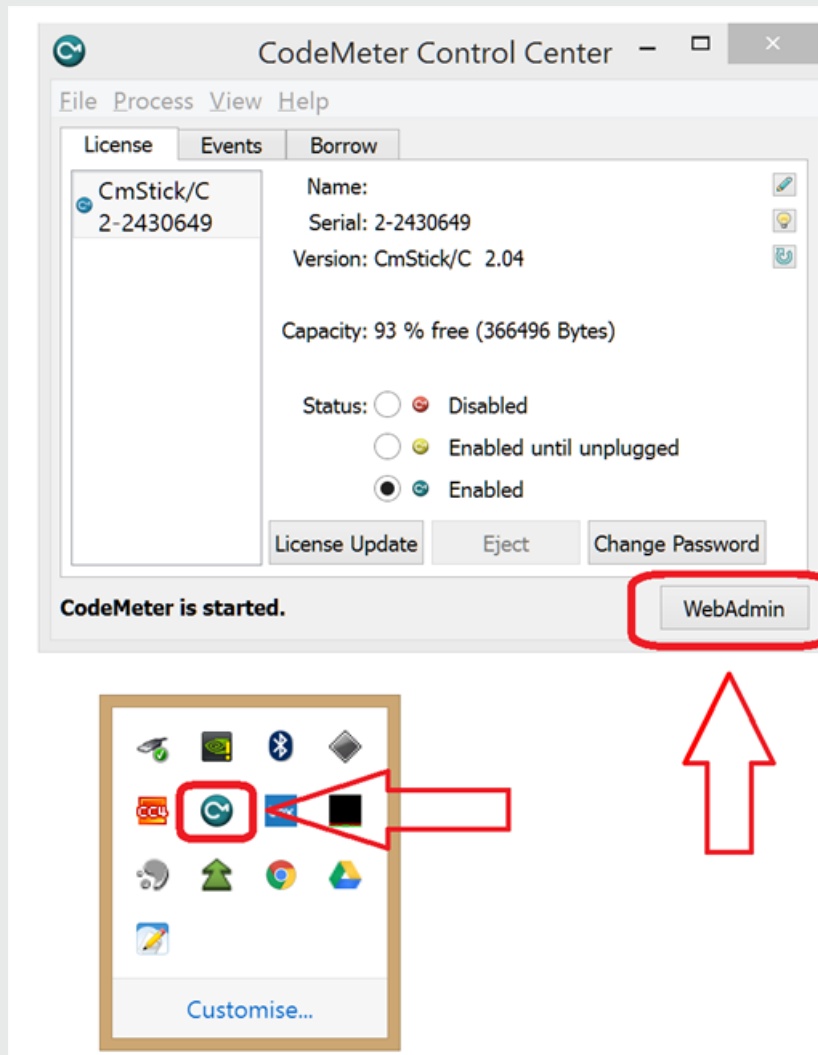 CodeMeter Control Center
File Process View Help
License Events Borrow
CmStick/C
2-2430649
Name:
Serial: 2-2430649
Version: CmStick/C 2.04
Capacity: 93 % free (366496 Bytes)
Status: Disabled
Enabled until unplugged
Enabled
License Update Eject Change Password
CodeMeter is started. WebAdmin
CC4
Customise...